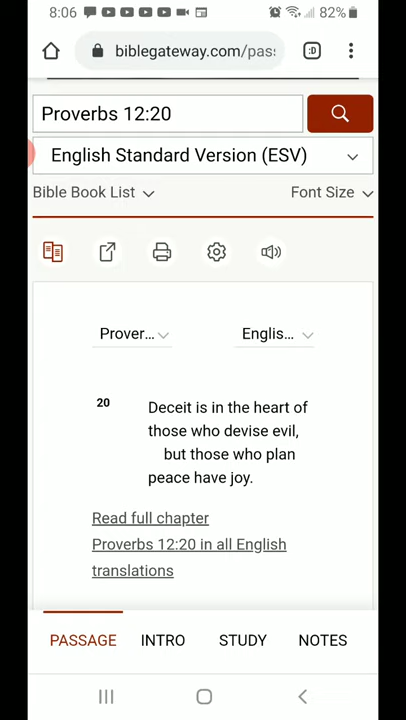 8:06 82%
biblegateway.com/pas
:D
Proverbs 12:20
English Standard Version (ESV)
Bible Book List Font Size
Prover... Englis...
20 Deceit is in the heart of
those who devise evil,
but those who plan
peace have joy.
Read full chapter
Proverbs 12:20 in all English
translations
PASSAGE INTRO STUDY NOTES